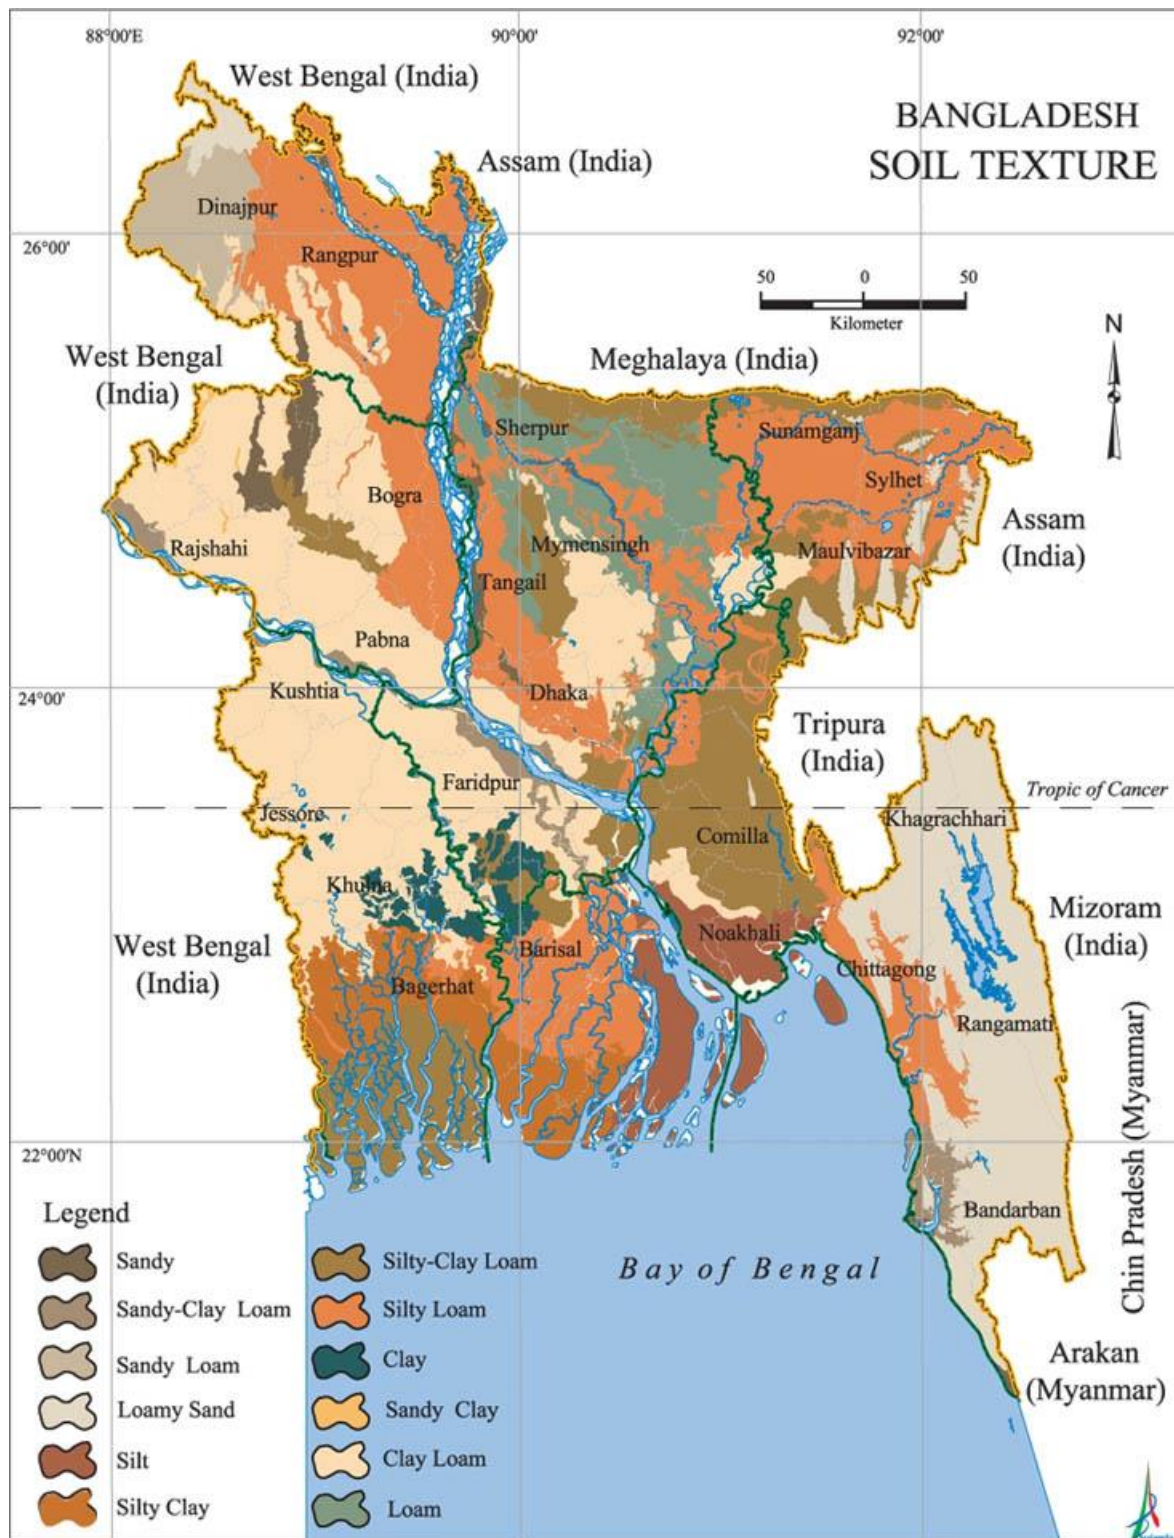 88°00'E
90°00'
92°00'
West Bengal (India)
BANGLADESH
SOIL TEXTURE
Assam (India)
Dinajpur
26°00'
Rangpur
50
0
50
Kilometer
N
West Bengal
(India)
Meghalaya (India)
Sherpur
Sunamganj
Sylhet
Bogra
Assam
(India)
Rajshahi
Mymensingh
Maulvibazar
Tangail
Pabna
Kushtia
24°00'
Dhaka
Tripura
(India)
Faridpur
Tropic of Cancer
Jessore
Comilla
Khagrachhari
Khulna
Mizoram
(India)
West Bengal
(India)
Barisal
Noakhali
Chittagong
Bagerhat
Rangamati
22°00'N
Chin Pradesh (Myanmar)
Bandarban
Bay of Bengal
Arakan
(Myanmar)
Legend
Sandy
Sandy-Clay Loam
Sandy Loam
Loamy Sand
Silt
Silty Clay
Silty-Clay Loam
Silty Loam
Clay
Sandy Clay
Clay Loam
Loam